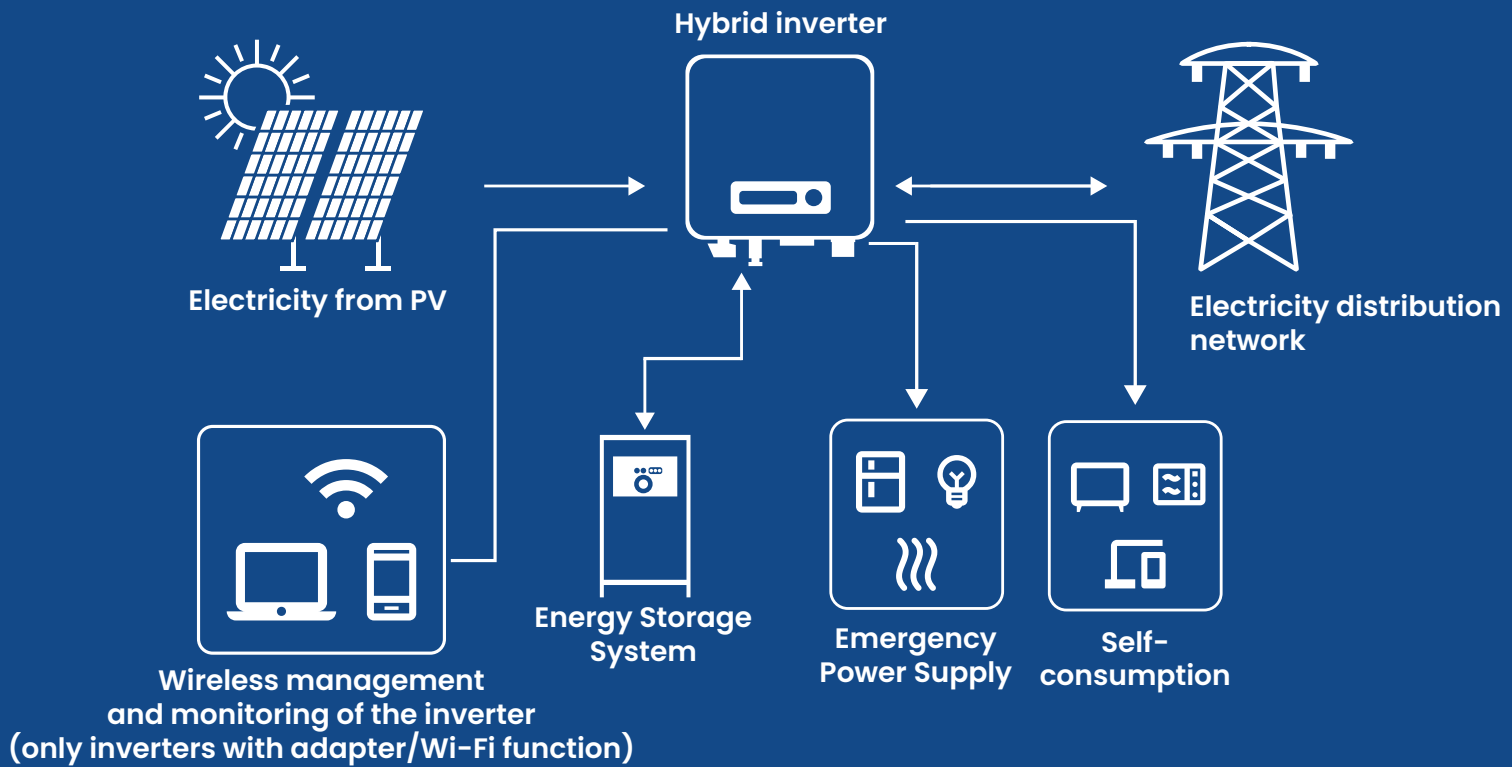 Hybrid inverter
Electricity from PV
Electricity distribution
network
Wireless management
and monitoring of the inverter
(only inverters with adapter/Wi-Fi function)
Energy Storage
System
Emergency
Power Supply
Self-
consumption